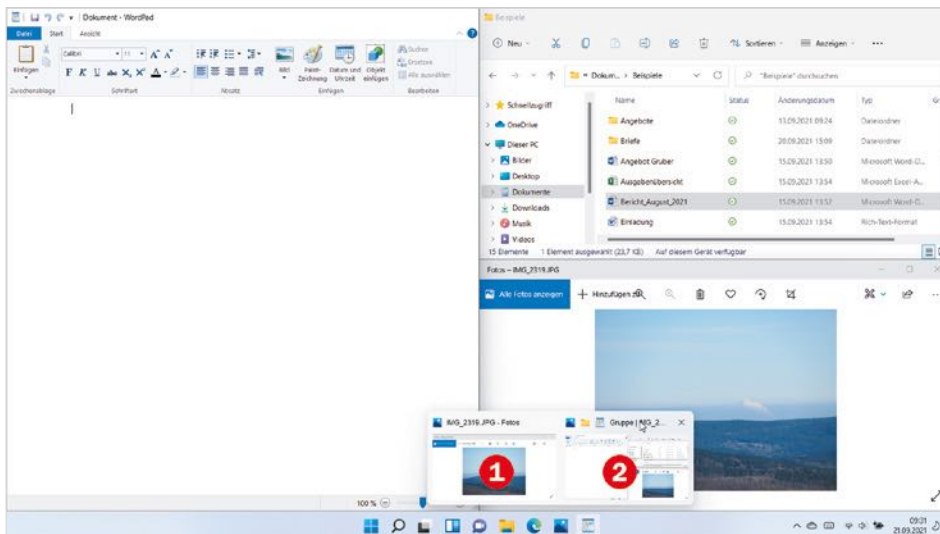 Dokument - WordPad
Datei Start Ansicht
Einfügen
Calibri 11
F K U abc X₂ X² A
Bild Paint-Zeichnung Datum und Uhrzeit Objekt einfügen
Suchen
Ersetzen
Alle auswählen
Zwischenablage Schriftart Absatz Einfügen Bearbeiten
100 %
Beispiele
Neu Sortieren Anzeigen
Dokum... Beispiele "Beispiele" durchsuchen
Schnellzugriff
OneDrive
Dieser PC
Bilder
Desktop
Dokumente
Downloads
Musik
Videos
Name Status Änderungsdatum Typ
Angebote 15.09.2021 09:24 Dateiordner
Briefe 20.09.2021 15:09 Dateiordner
Angebot Gruber 15.09.2021 13:50 Microsoft Word-D...
Ausgabenübersicht 15.09.2021 13:54 Microsoft Excel-A...
Bericht_August_2021 15.09.2021 13:52 Microsoft Word-D...
Einladung 15.09.2021 13:54 Rich-Text-Format
15 Elemente 1 Element ausgewählt (23,7 KB) Auf diesem Gerät verfügbar
Fotos – IMG_2319.JPG
Alle Fotos anzeigen Hinzufügen zu
IMG_2319.JPG - Fotos
Gruppe | IMG_2...
1
2
09:31
21.09.2021